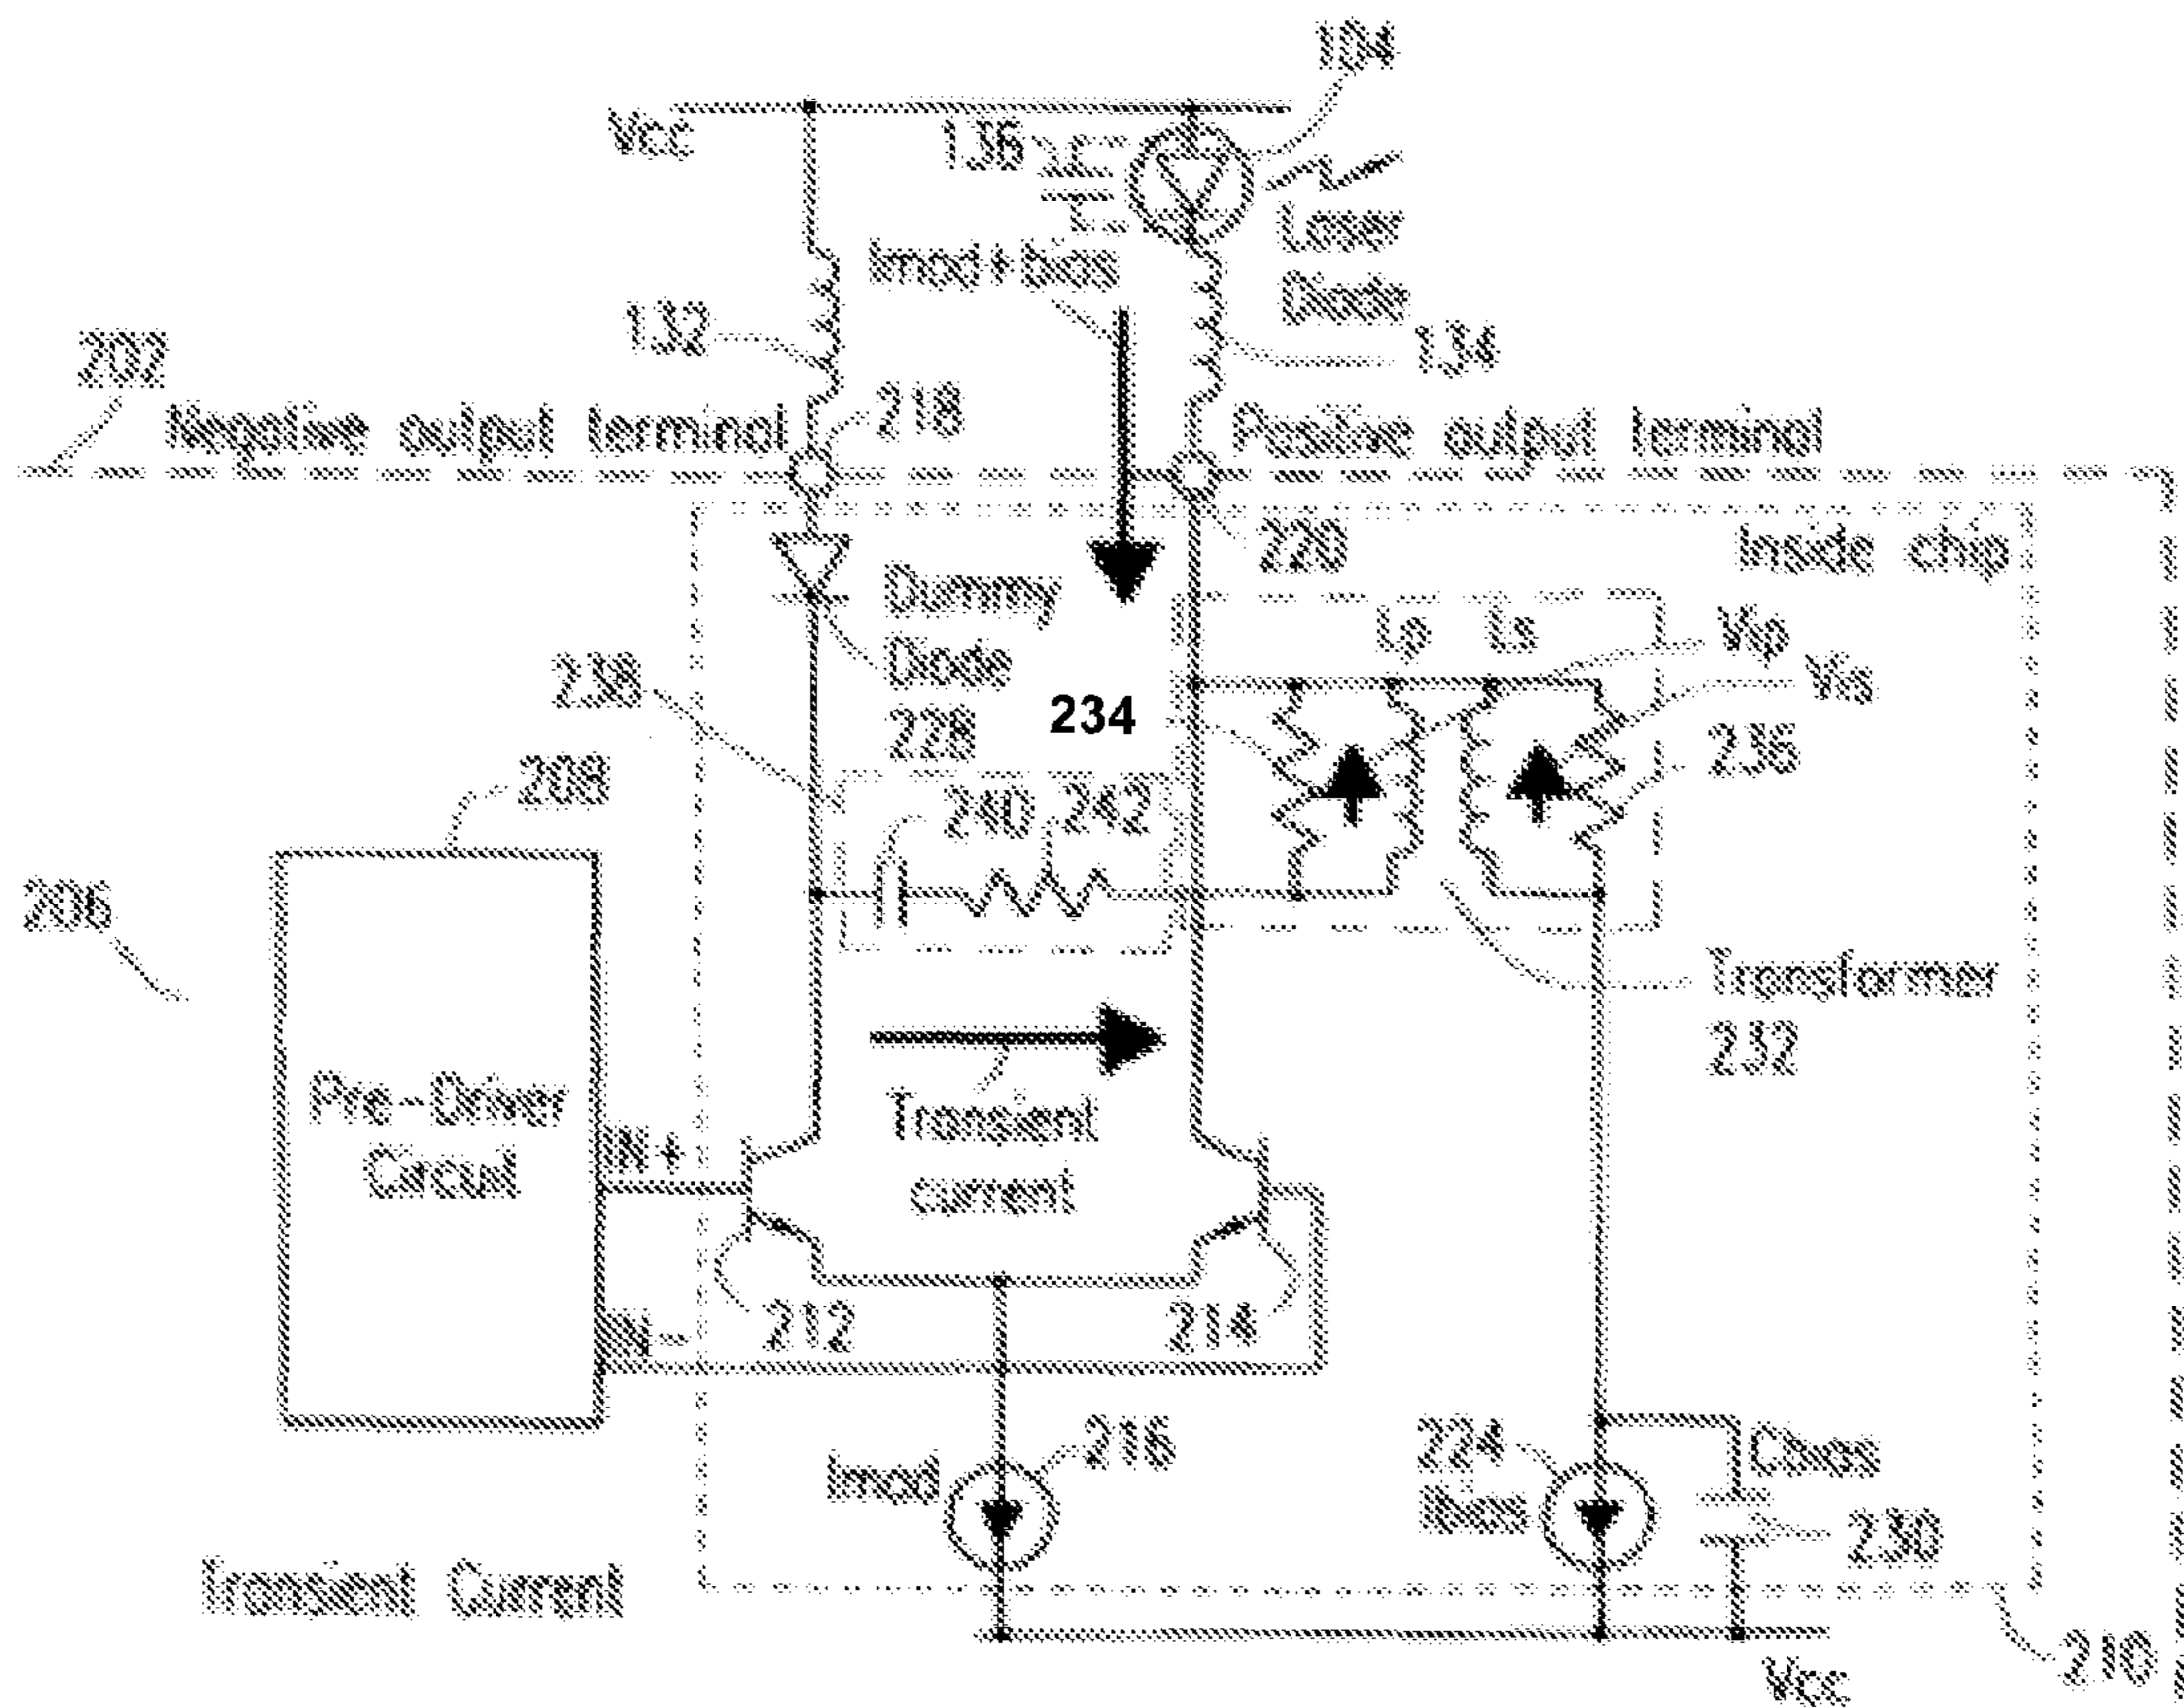 104
Vcc
136
Laser
Diode
Imod+bias
132
134
202
Negative output terminal
218
Positive output terminal
220
Inside chip
Dummy
Diode
228
Lp Ls
Vlp
Vls
238
234
236
208
240
242
206
Transformer
232
Pre-Driver
Circuit
IN+
Transient
current
IN-
212
214
Imod
216
224
Ibias
Cbias
230
Transient Current
Vcc
210